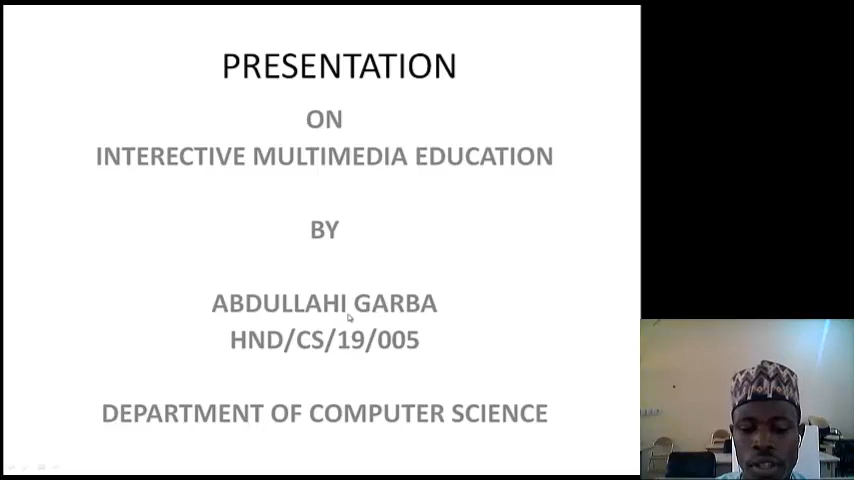 PRESENTATION
ON
INTERECTIVE MULTIMEDIA EDUCATION
BY
ABDULLAHI GARBA
HND/CS/19/005
DEPARTMENT OF COMPUTER SCIENCE